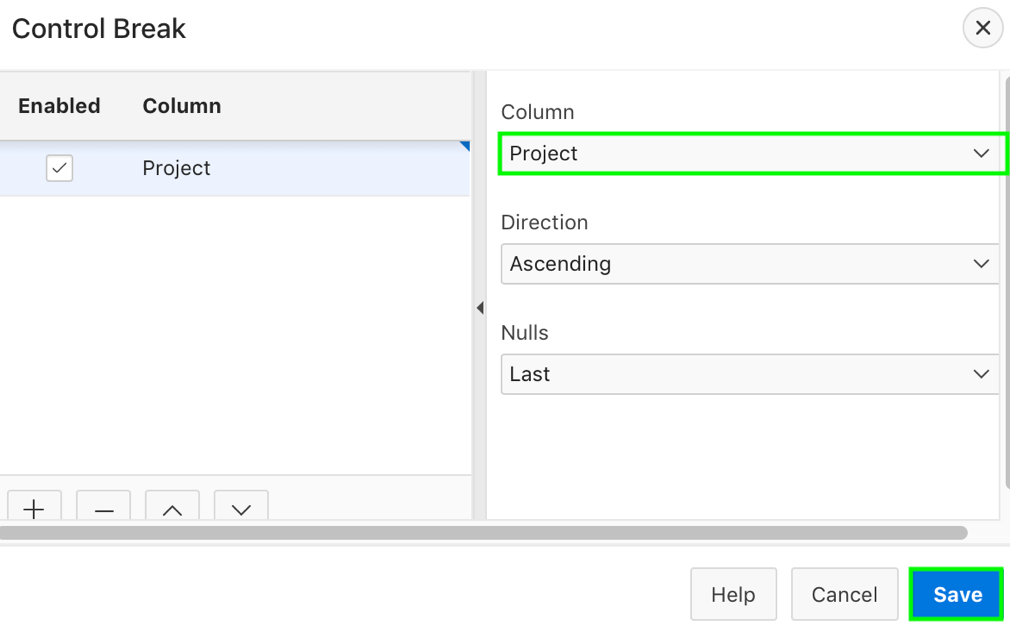 Control Break
Enabled Column
Project
Column
Project
Direction
Ascending
Nulls
Last
Help Cancel Save